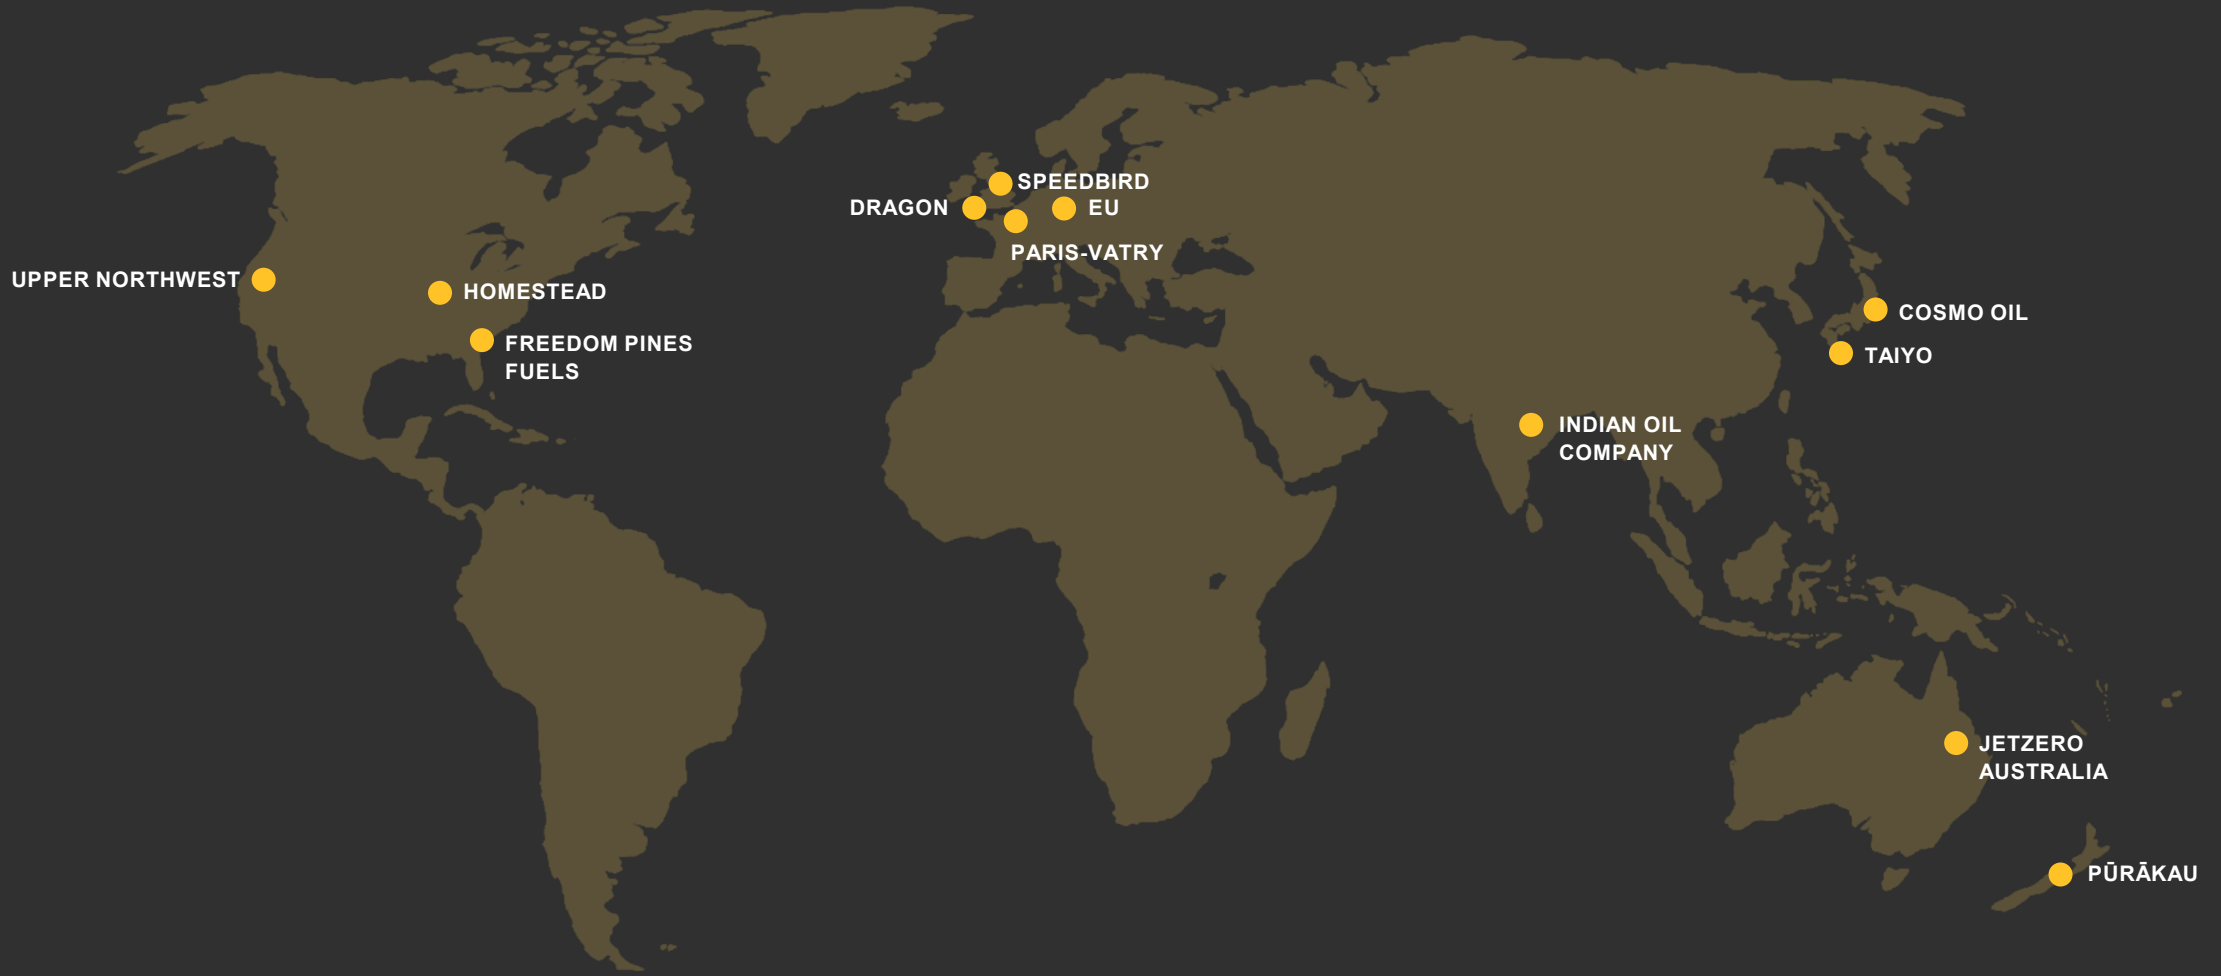 SPEEDBIRD
DRAGON
EU
PARIS-VATRY
UPPER NORTHWEST
HOMESTEAD
FREEDOM PINES
FUELS
COSMO OIL
TAIYO
INDIAN OIL
COMPANY
JETZERO
AUSTRALIA
PŪRĀKAU